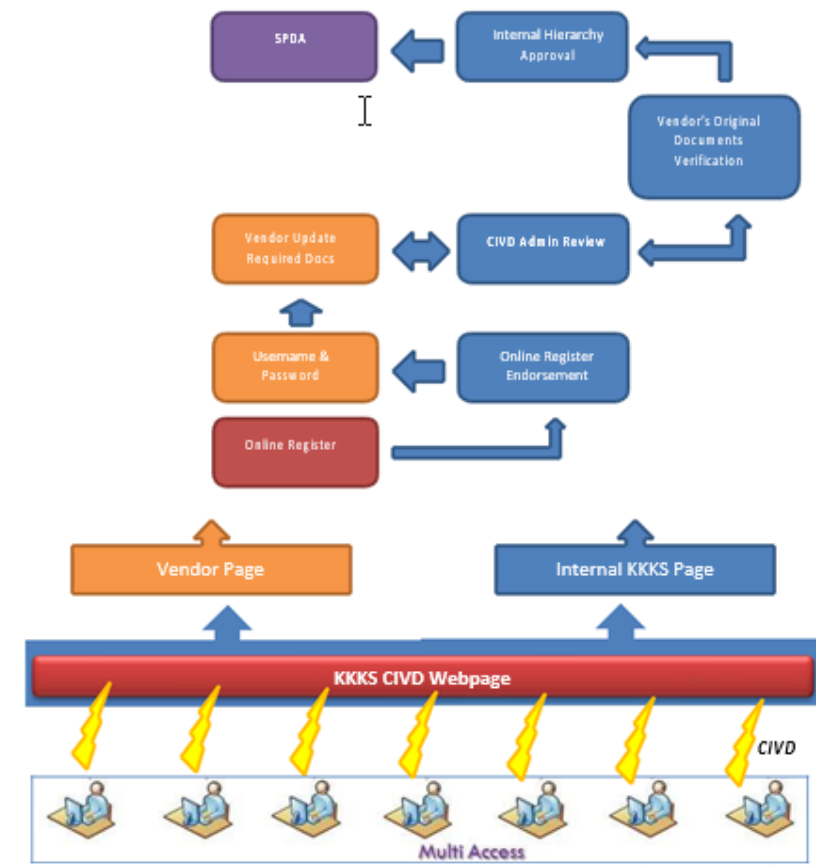 SPDA
Internal Hierarchy
Approval
Vendor's Original
Documents
Verification
Vendor Update
Required Docs
CIVD Admin Review
Username &
Password
Online Register
Endorsement
Online Register
Vendor Page
Internal KKKS Page
KKKS CIVD Webpage
CIVD
Multi Access